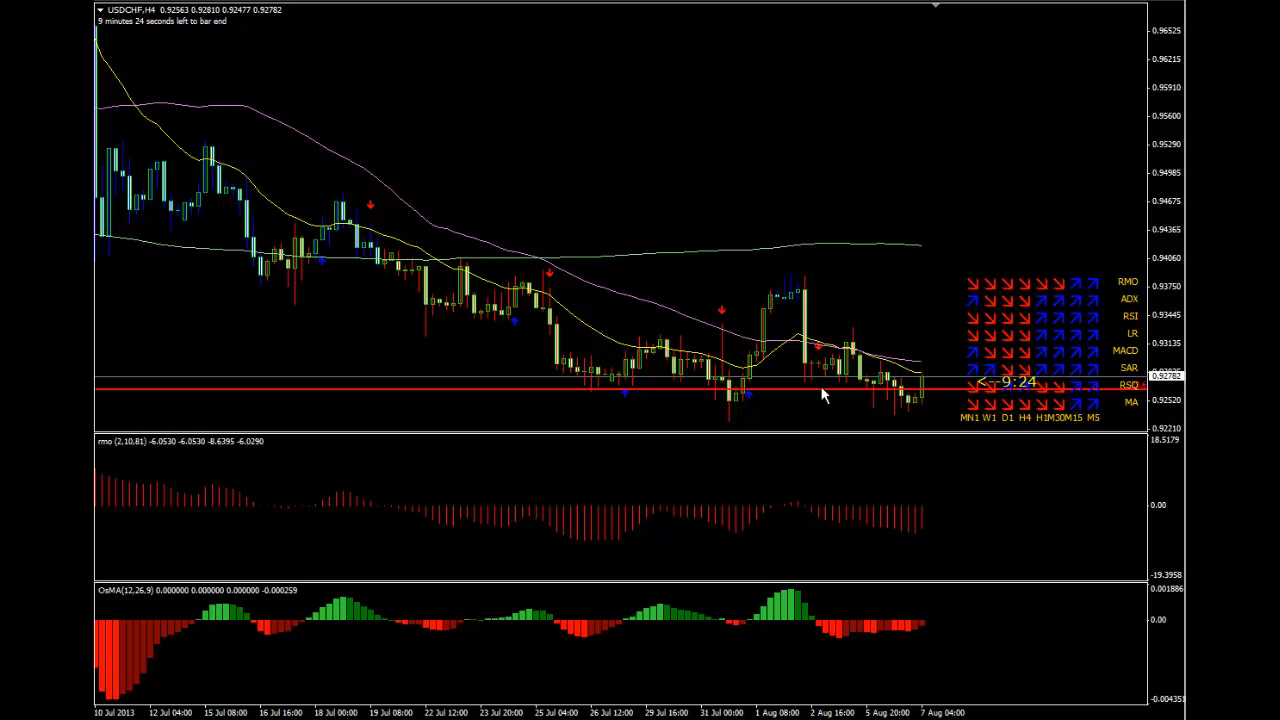 USDCHF,H4 0.92563 0.92810 0.92477 0.92782
9 minutes 24 seconds left to bar end
0.96525
0.96215
0.95910
0.95600
0.95290
0.94985
0.94675
0.94365
0.94060
0.93750
0.93445
0.93135
0.92782
0.92520
0.92210
RMO
ADX
RSI
LR
MACD
SAR
<--9:24
RSQ
MA
MN1 W1 D1 H4 H1 M30 M15 M5
rmo (2,10,81) -6.0530 -6.0530 -8.6395 -6.0290
18.5179
0.00
-19.3958
OsMA(12,26,9) 0.000000 0.000000 0.000000 -0.000259
0.001886
0.00
-0.004351
10 Jul 2013 12 Jul 04:00 15 Jul 08:00 16 Jul 16:00 18 Jul 00:00 19 Jul 08:00 22 Jul 12:00 23 Jul 20:00 25 Jul 04:00 26 Jul 12:00 29 Jul 16:00 31 Jul 00:00 1 Aug 08:00 2 Aug 16:00 5 Aug 20:00 7 Aug 04:00